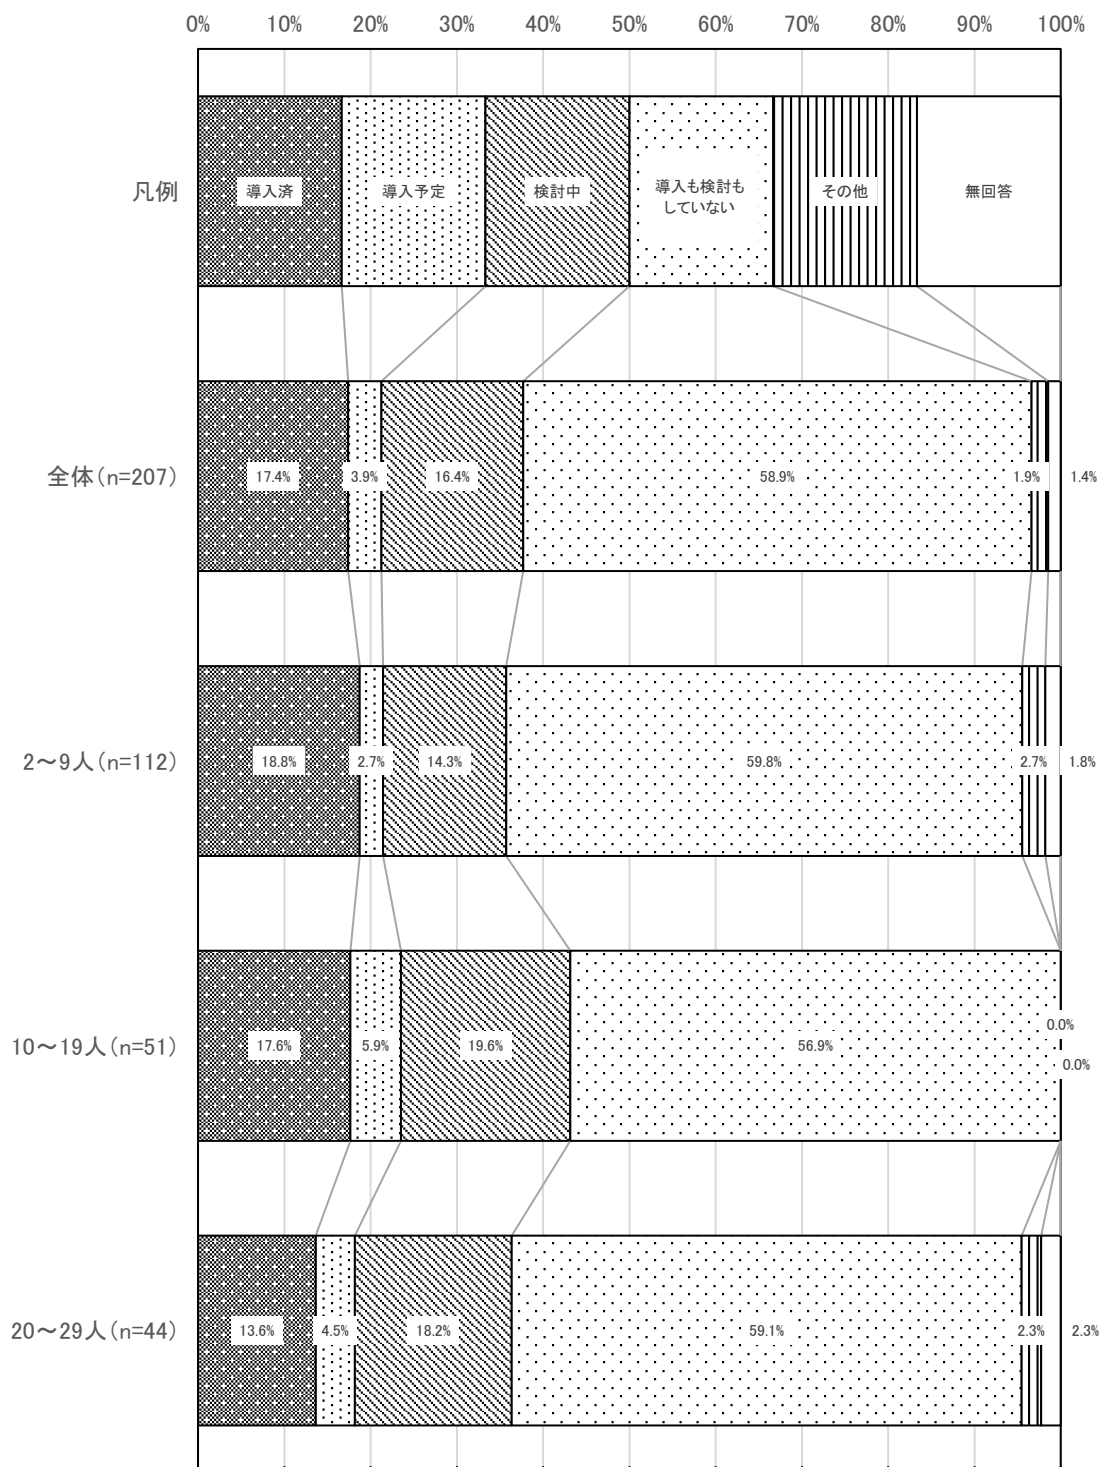 0% 10% 20% 30% 40% 50% 60% 70% 80% 90% 100%
凡例 導入済 導入予定 検討中 導入も検討も その他 無回答
していない
全体(n=207) 17.4% 3.9% 16.4% 58.9% 1.9% 1.4%
2～9人(n=112) 18.8% 2.7% 14.3% 59.8% 2.7% 1.8%
0.0%
10～19人(n=51) 17.6% 5.9% 19.6% 56.9%
0.0%
20～29人(n=44) 13.6% 4.5% 18.2% 59.1% 2.3% 2.3%